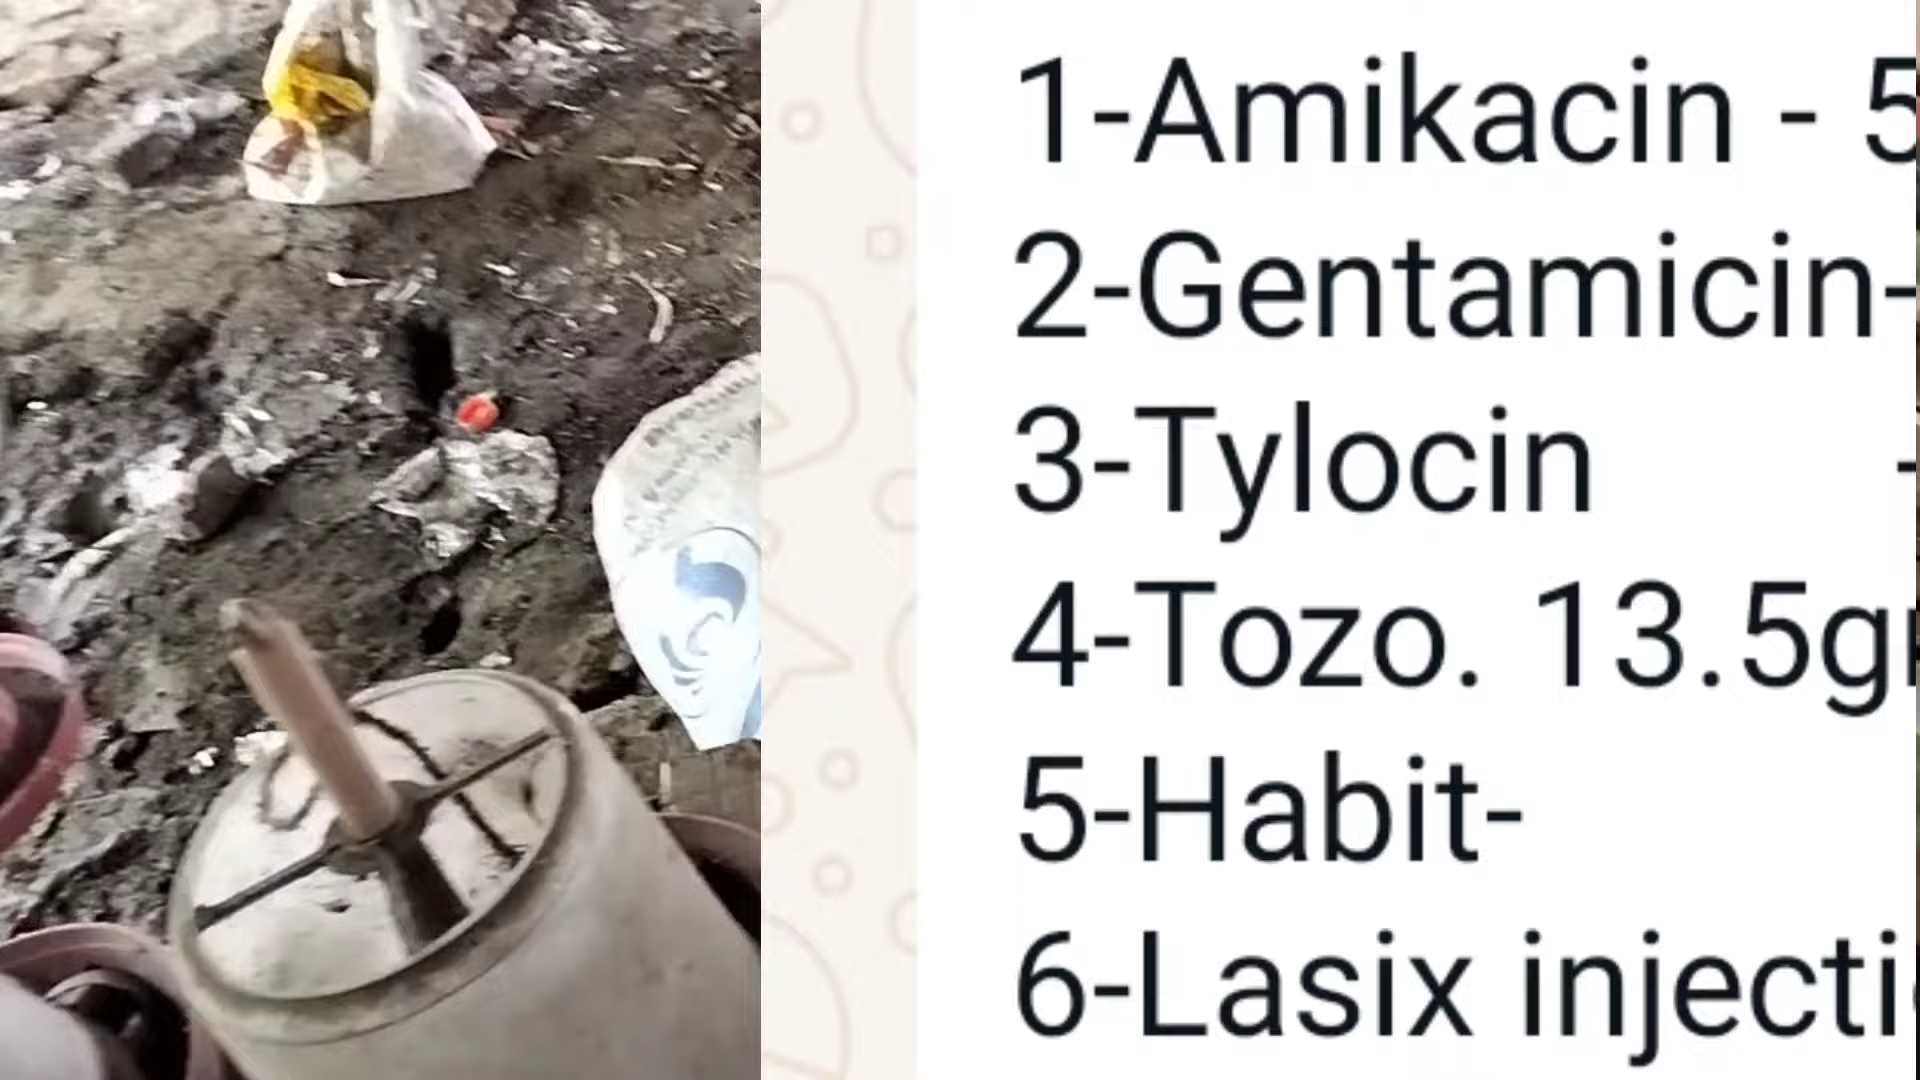 1-Amikacin - 5
2-Gentamicin-
3-Tylocin -
4-Tozo. 13.5g
5-Habit-
6-Lasix injecti